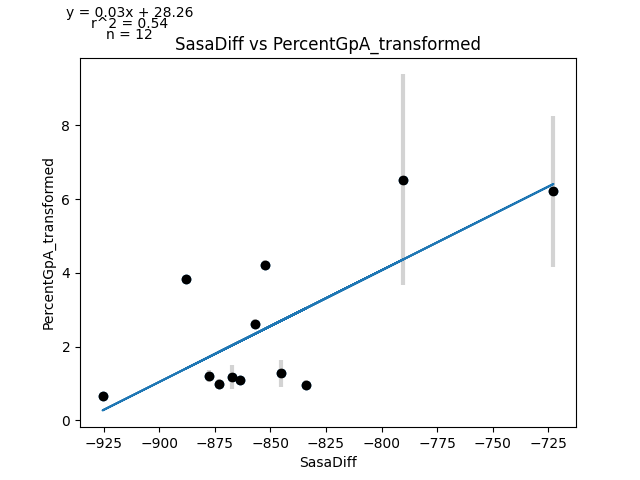 y = 0.03x + 28.26
r^2 = 0.54
n = 12
SasaDiff vs PercentGpA_transformed
PercentGpA_transformed
8
6
4
2
0
−925 −900 −875 −850 −825 −800 −775 −750 −725
SasaDiff